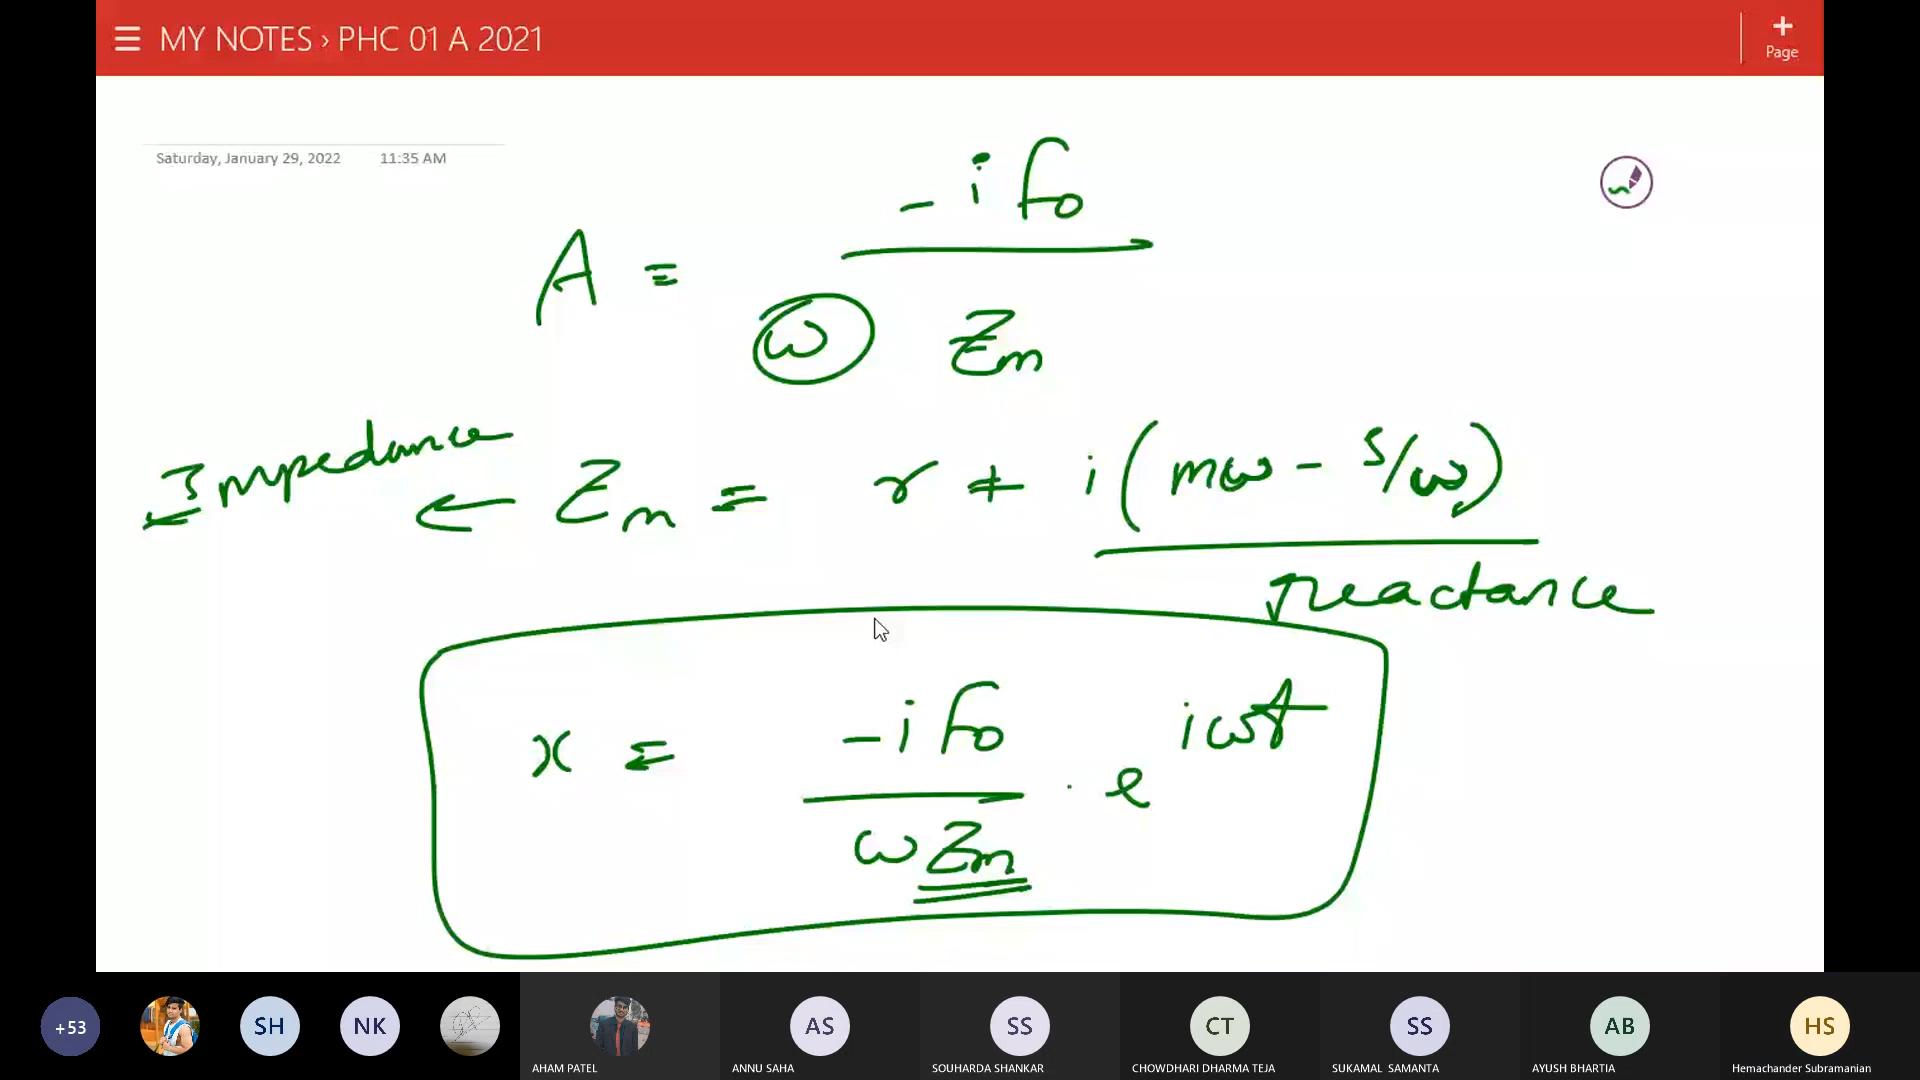 MY NOTES › PHC 01 A 2021
+ Page
Saturday, January 29, 2022 11:35 AM
A = -iF₀ / ω Zₘ
Impedance ← Zₘ = r + i(mω - s/ω)
reactance
x = -iF₀ / ωZₘ · e^iωt
+53
SH
NK
AS
SS
CT
SS
AB
HS
AHAM PATEL
ANNU SAHA
SOUHARDA SHANKAR
CHOWDHARI DHARMA TEJA
SUKAMAL SAMANTA
AYUSH BHARTIA
Hemachander Subramanian